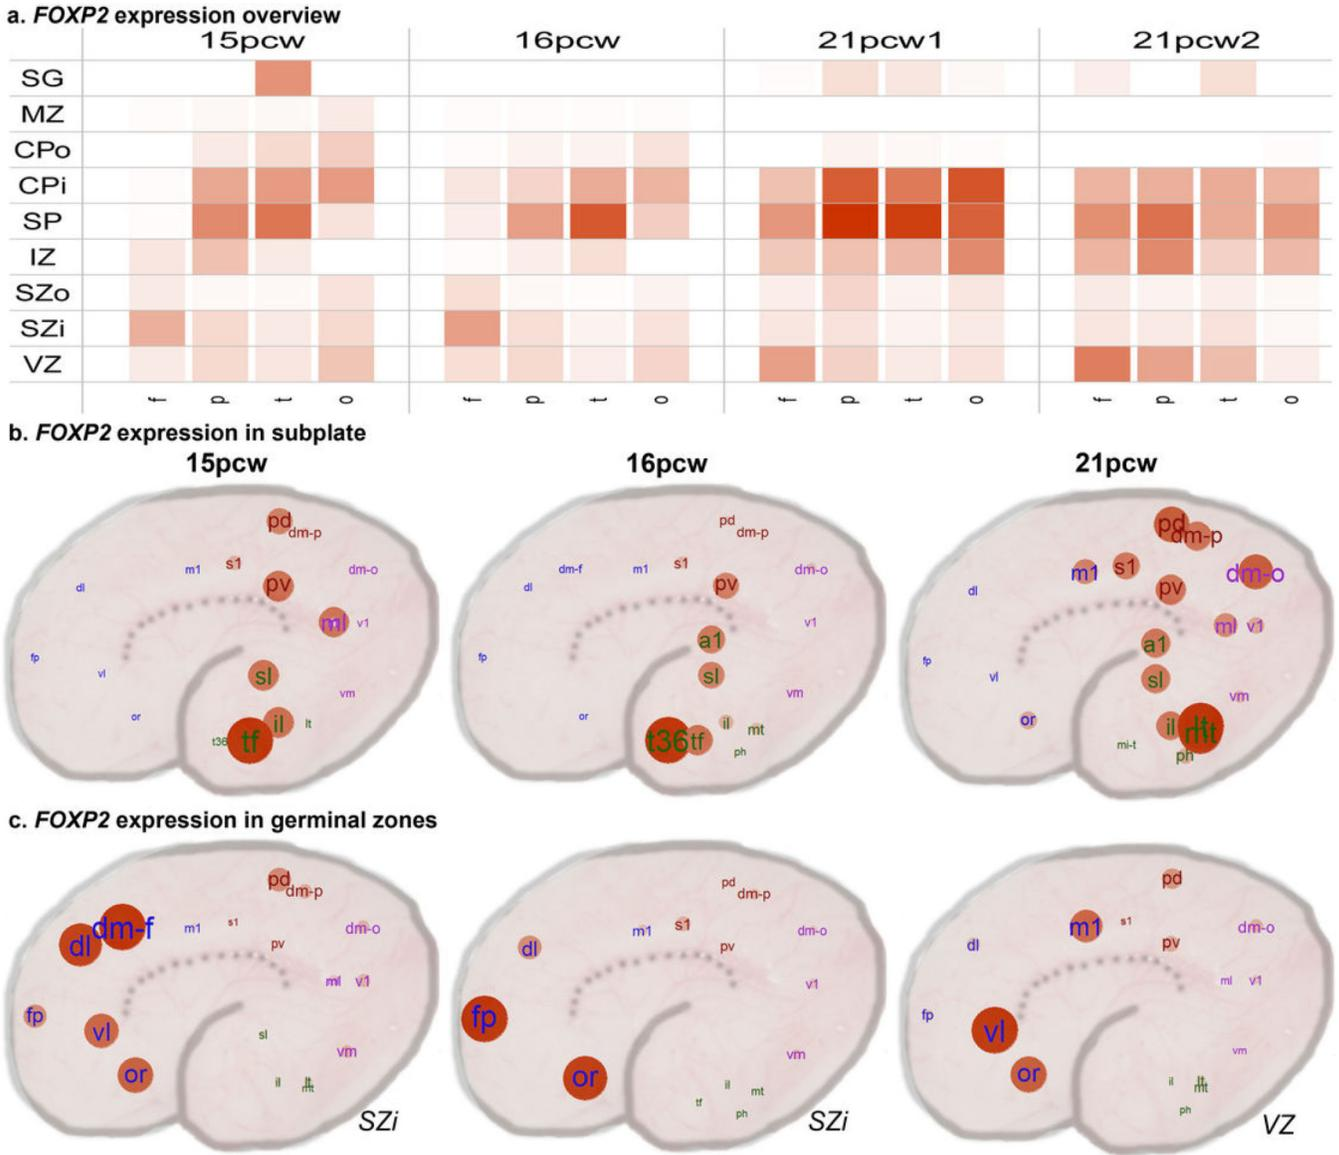 a. FOXP2 expression overview
15pcw 16pcw 21pcw1 21pcw2
SG
MZ
CPo
CPi
SP
IZ
SZo
SZi
VZ
f p t o f p t o f p t o f p t o
b. FOXP2 expression in subplate
15pcw 16pcw 21pcw
pd dm-p pd dm-p pd dm-p
dl m1 s1 pv dm-o dl dm-f m1 s1 pv dm-o dl m1 s1 pv dm-o
ml v1 v1 ml v1
fp vl sl vm fp a1 sl vm fp vl a1 sl vm
or t36 tf il lt or t36 tf il mt ph or mi-t il lt mt ph
c. FOXP2 expression in germinal zones
pd dm-p pd dm-p pd
dl dm-f m1 s1 pv dm-o dl m1 s1 pv dm-o dl m1 s1 pv dm-o
ml v1 v1 ml v1
fp vl sl vm fp vm fp vl vm
or il lt mt or tf il mt ph or il lt mt ph
SZi SZi VZ